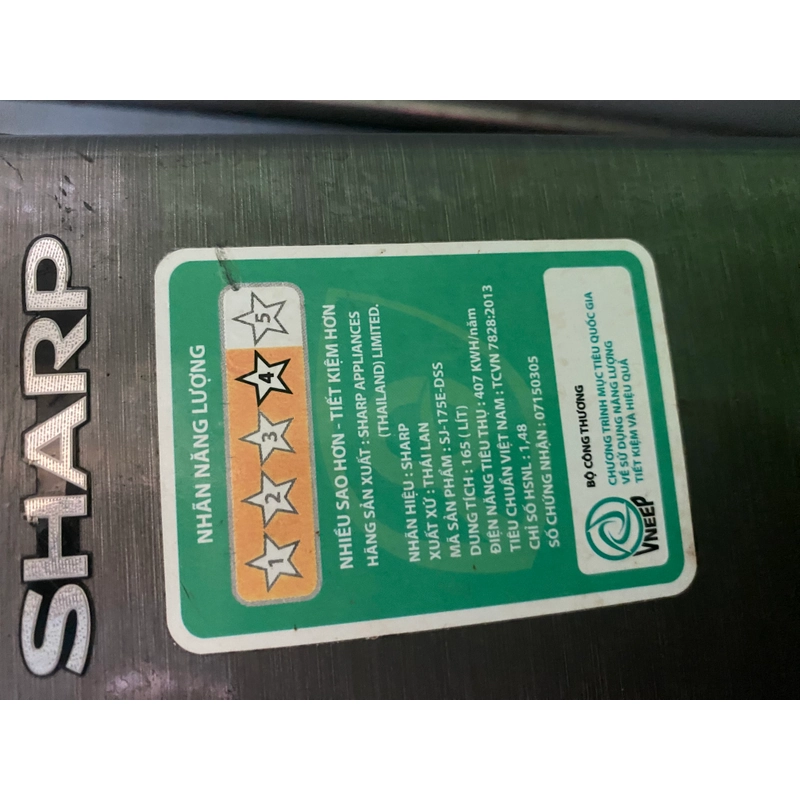 SHARP
NHÃN NĂNG LƯỢNG
1 2 3 4 5
NHIỀU SAO HƠN - TIẾT KIỆM HƠN
HÃNG SẢN XUẤT : SHARP APPLIANCES
(THAILAND) LIMITED.
NHÃN HIỆU : SHARP
XUẤT XỨ : THÁI LAN
MÃ SẢN PHẨM : SJ-175E-DSS
DUNG TÍCH : 165 (LÍT)
ĐIỆN NĂNG TIÊU THỤ : 407 KWH/năm
TIÊU CHUẨN VIỆT NAM : TCVN 7828:2013
CHỈ SỐ HSNL : 1,48
SỐ CHỨNG NHẬN : 07150305
VNEEP
BỘ CÔNG THƯƠNG
CHƯƠNG TRÌNH MỤC TIÊU QUỐC GIA
VỀ SỬ DỤNG NĂNG LƯỢNG
TIẾT KIỆM VÀ HIỆU QUẢ